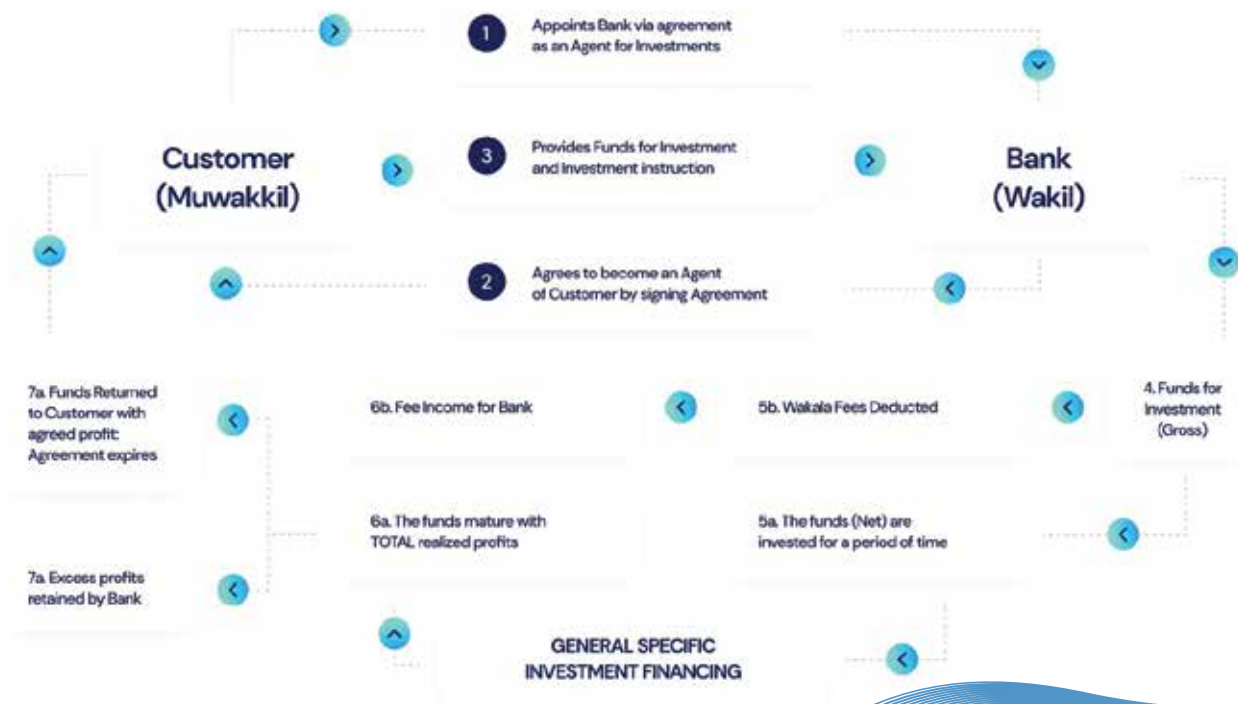 1
Appoints Bank via agreement
as an Agent for Investments
Customer
(Muwakkil)
3
Provides Funds for Investment
and Investment instruction
Bank
(Wakil)
2
Agrees to become an Agent
of Customer by signing Agreement
7a. Funds Returned
to Customer with
agreed profit:
Agreement expires
6b. Fee Income for Bank
5b. Wakala Fees Deducted
4. Funds for
Investment
(Gross)
6a. The funds mature with
TOTAL realized profits
5a. The funds (Net) are
invested for a period of time
7a. Excess profits
retained by Bank
GENERAL SPECIFIC
INVESTMENT FINANCING